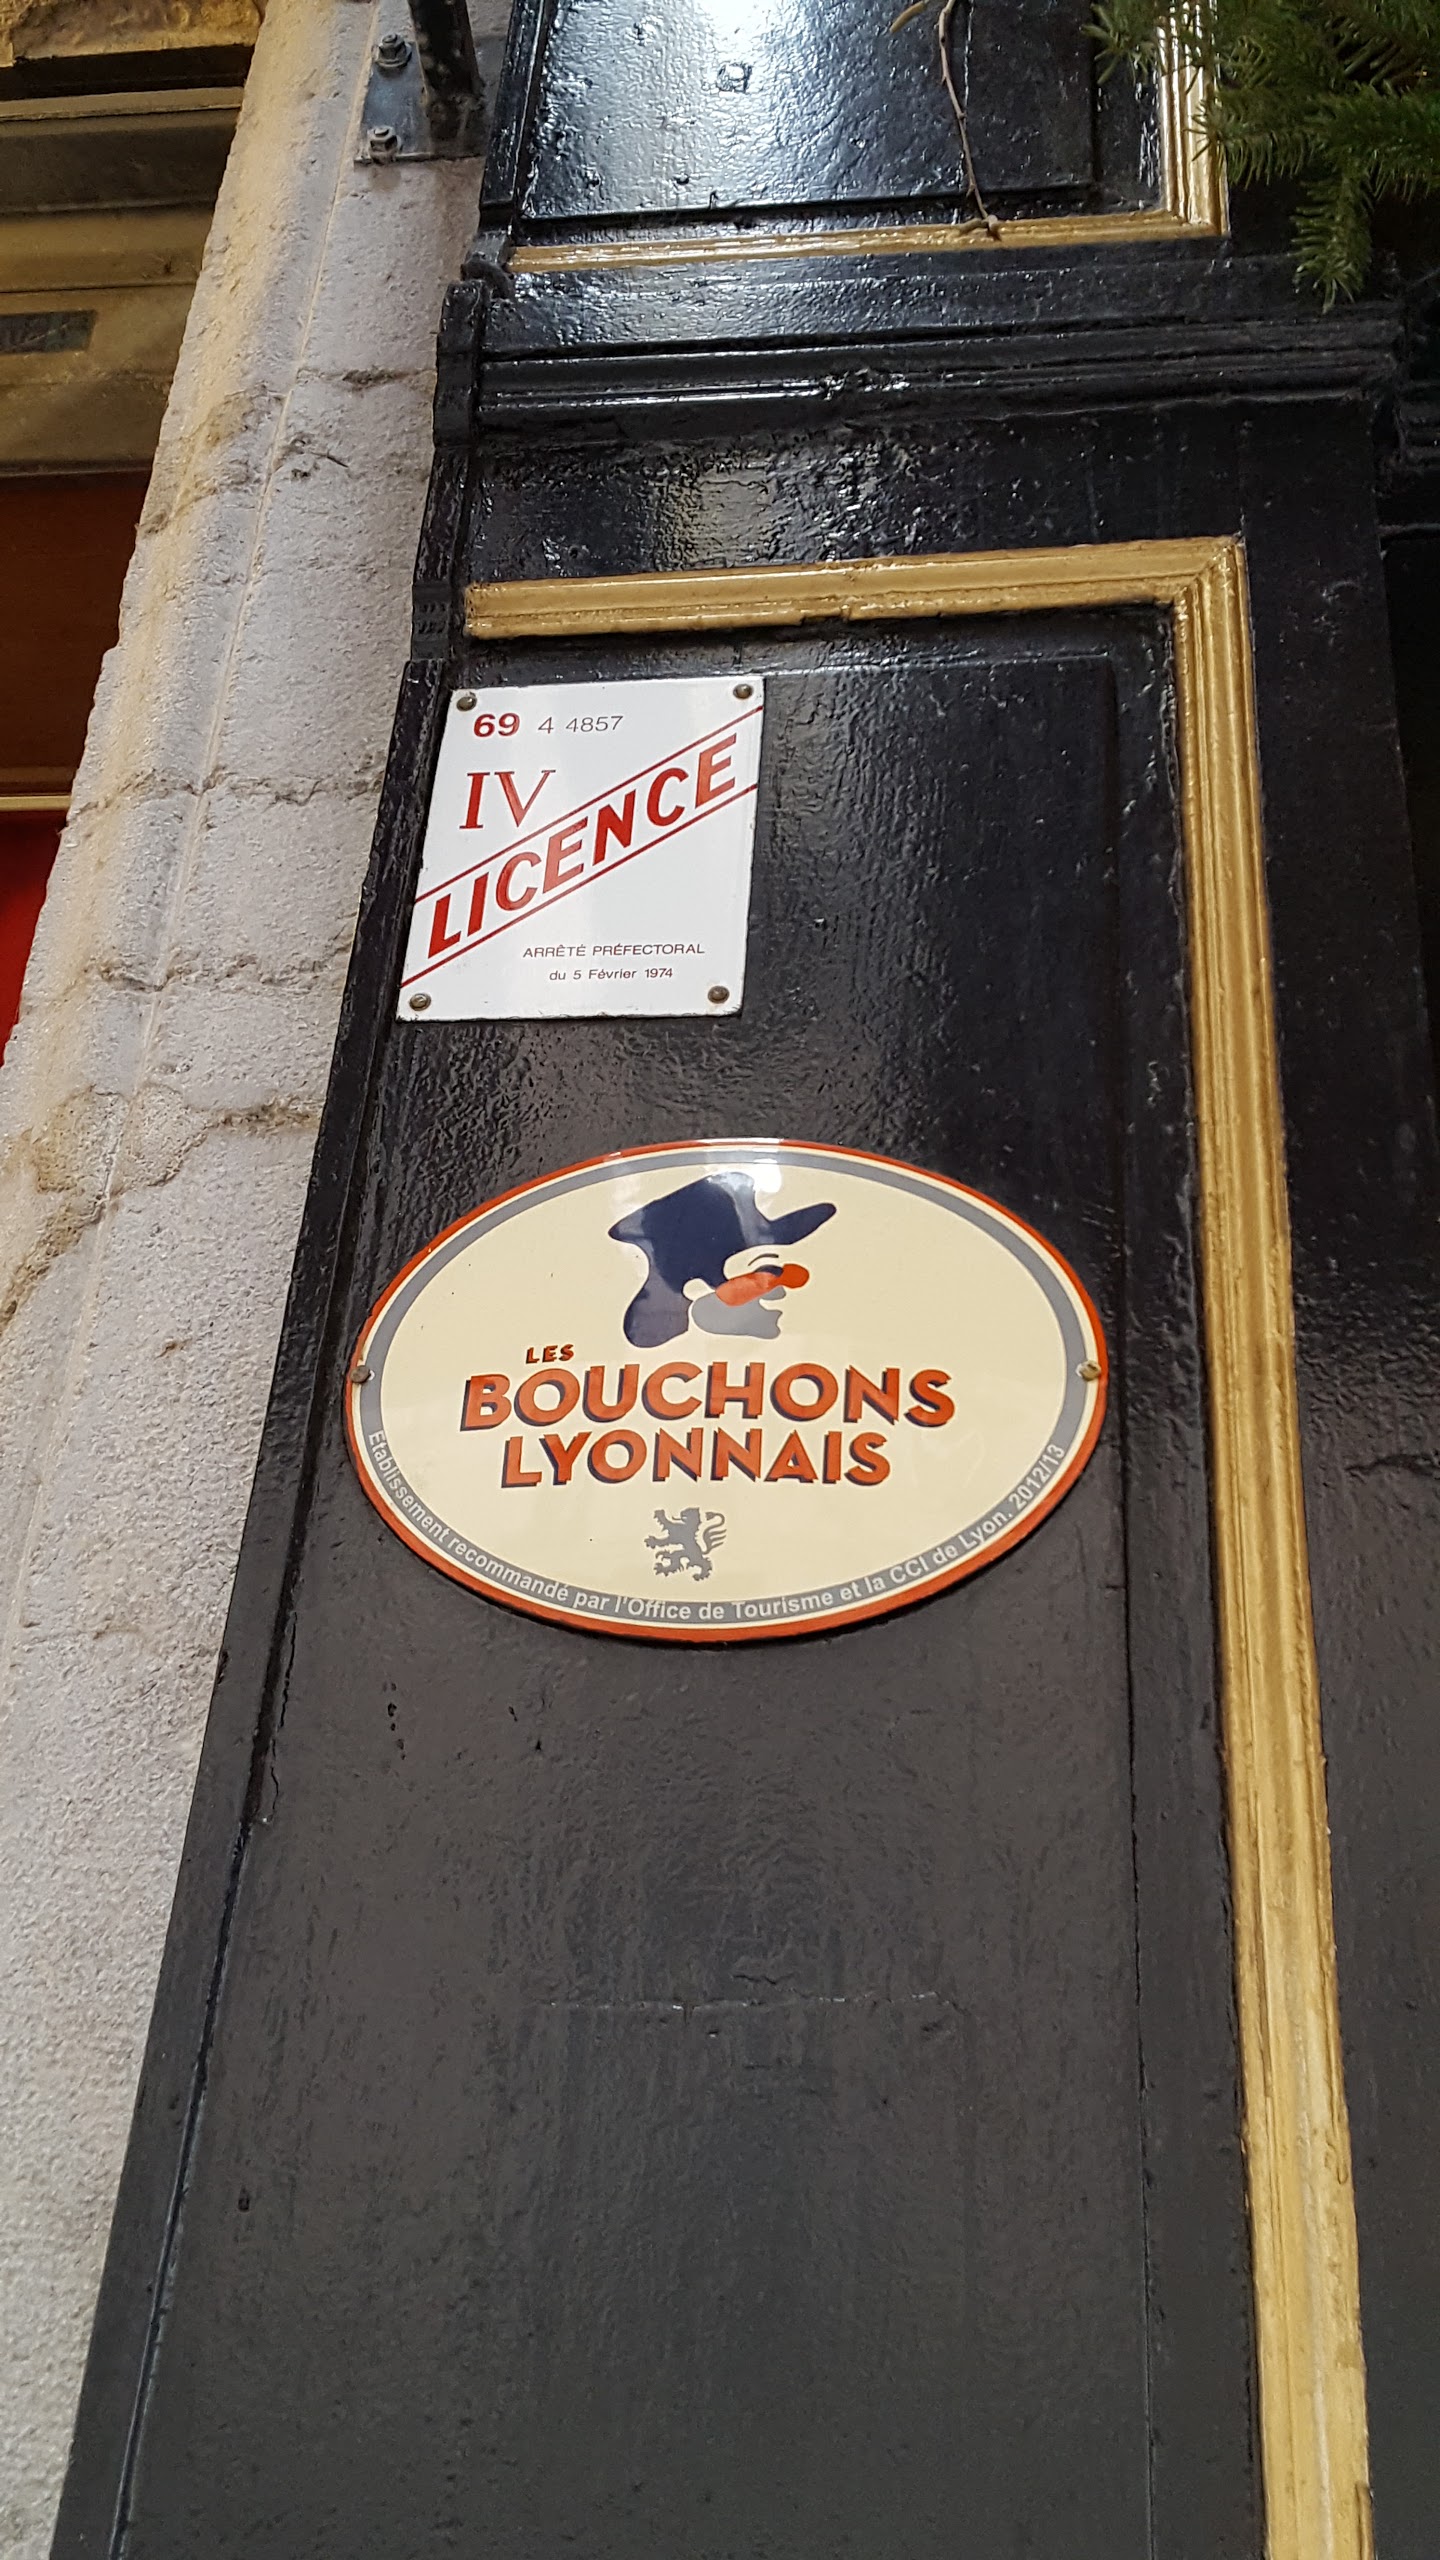 69 4 4857
IV
LICENCE
ARRÊTÉ PRÉFECTORAL
du 5 Février 1974
LES
BOUCHONS
LYONNAIS
Etablissement recommandé par l'Office de Tourisme et la CCI de Lyon. 2012/13